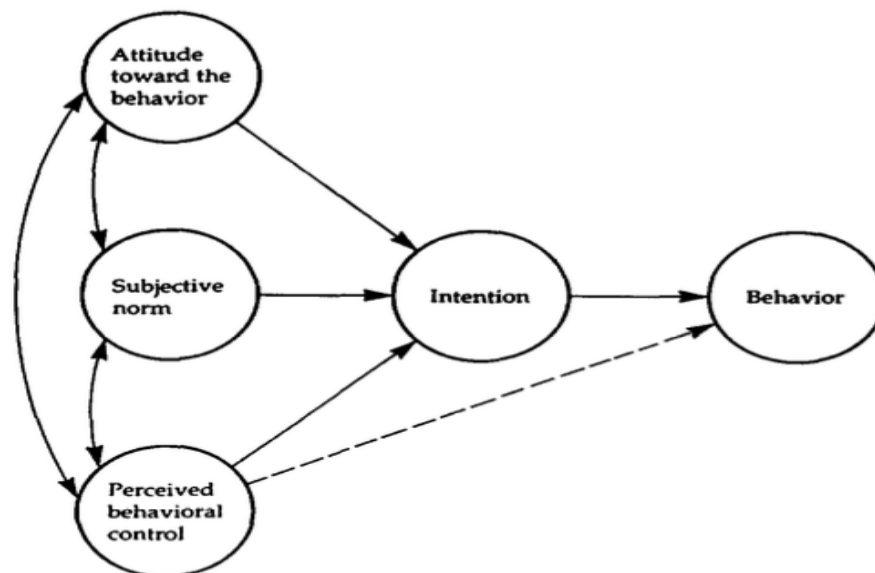 Attitude
toward the
behavior
Subjective
norm
Intention
Behavior
Perceived
behavioral
control